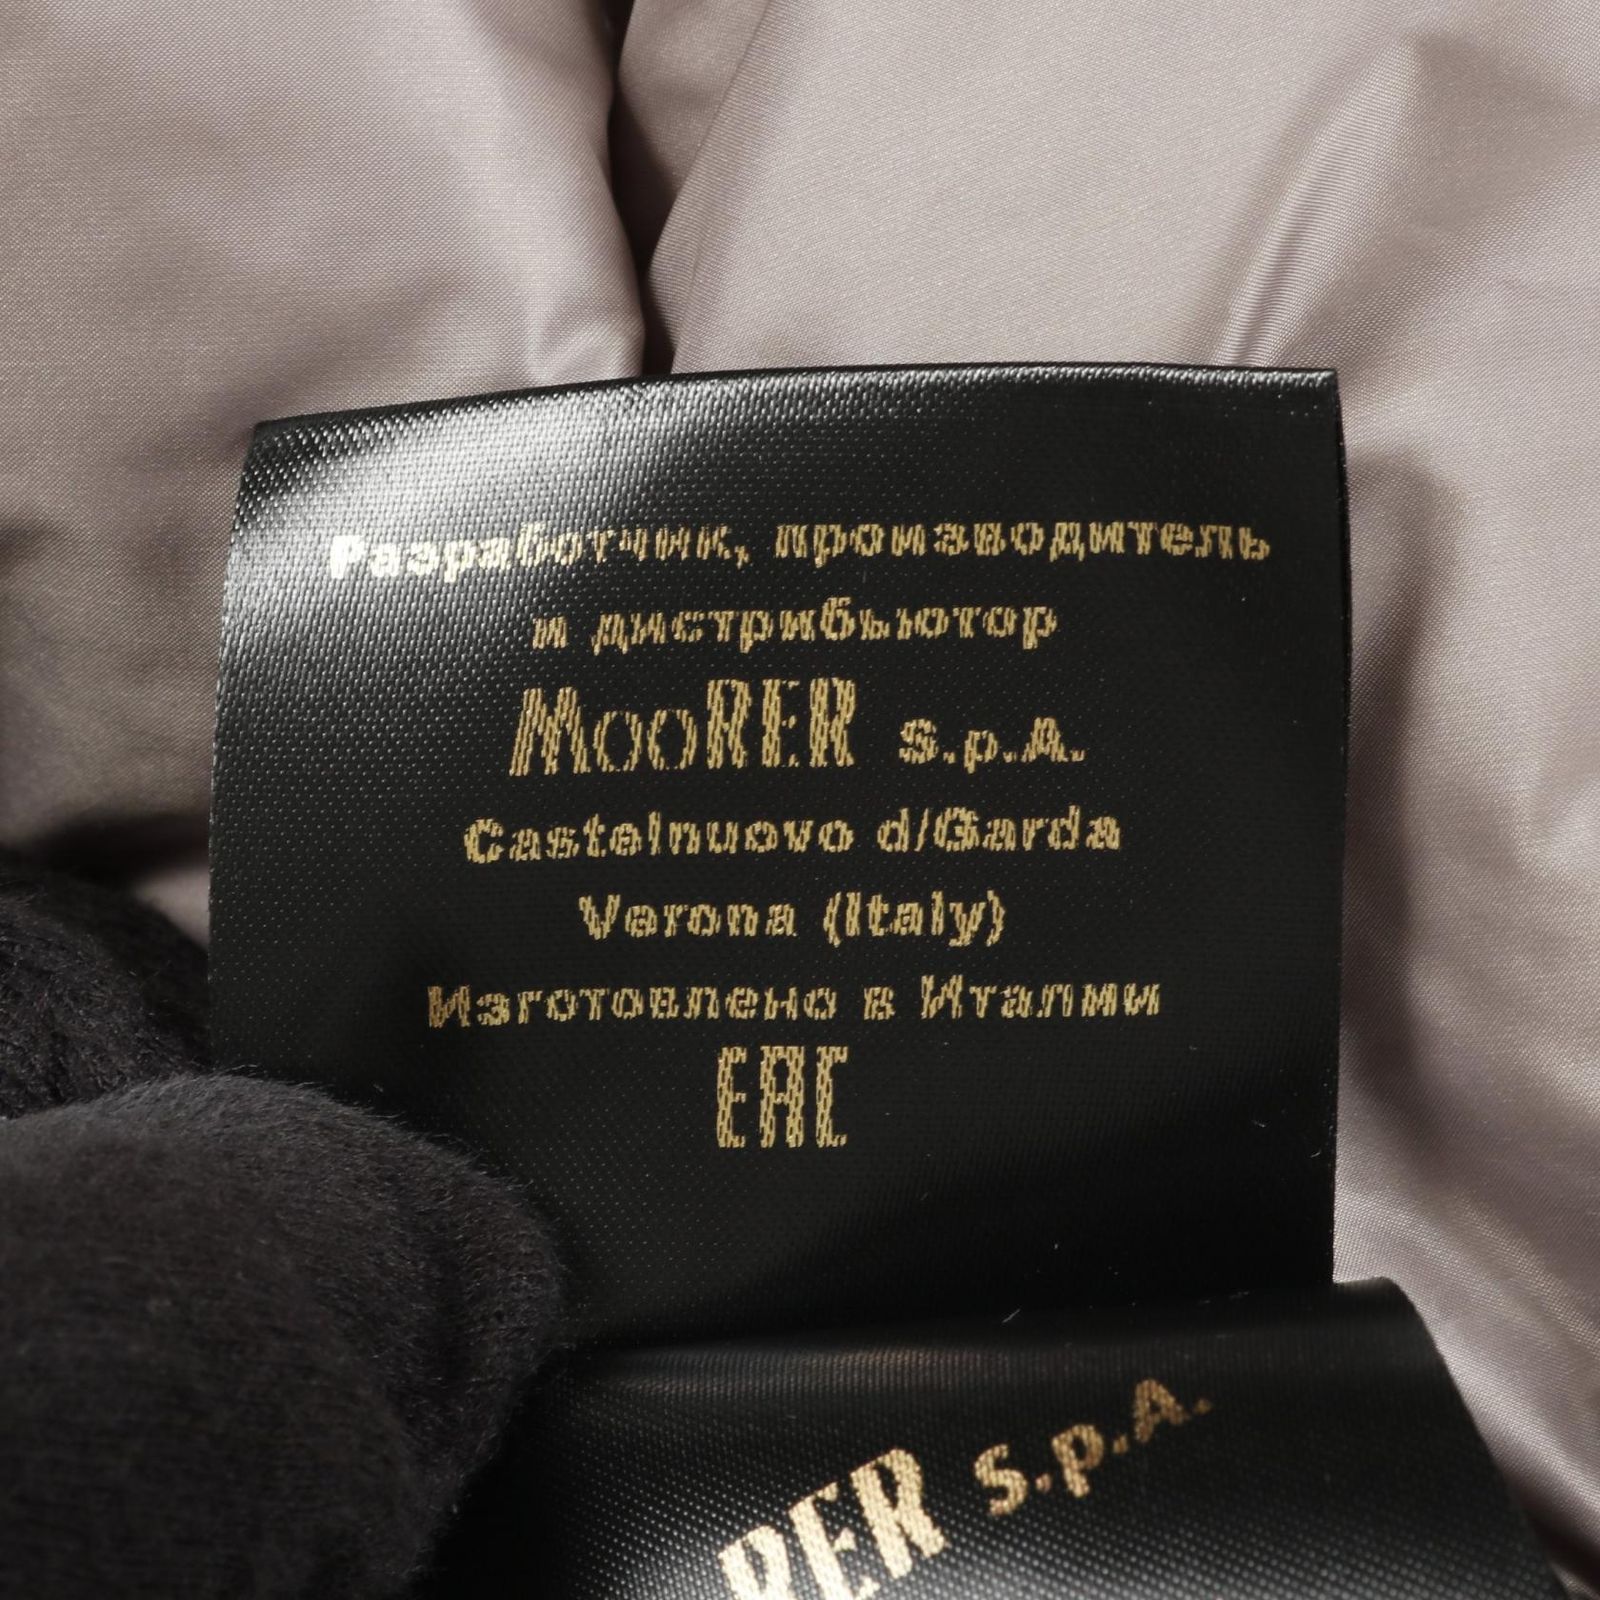 Разработчик, производитель
и дистрибьютор
MooRER S.p.A.
Castelnuovo d/Garda
Verona (Italy)
Изготовлено в Италии
EAC
RER S.p.A.